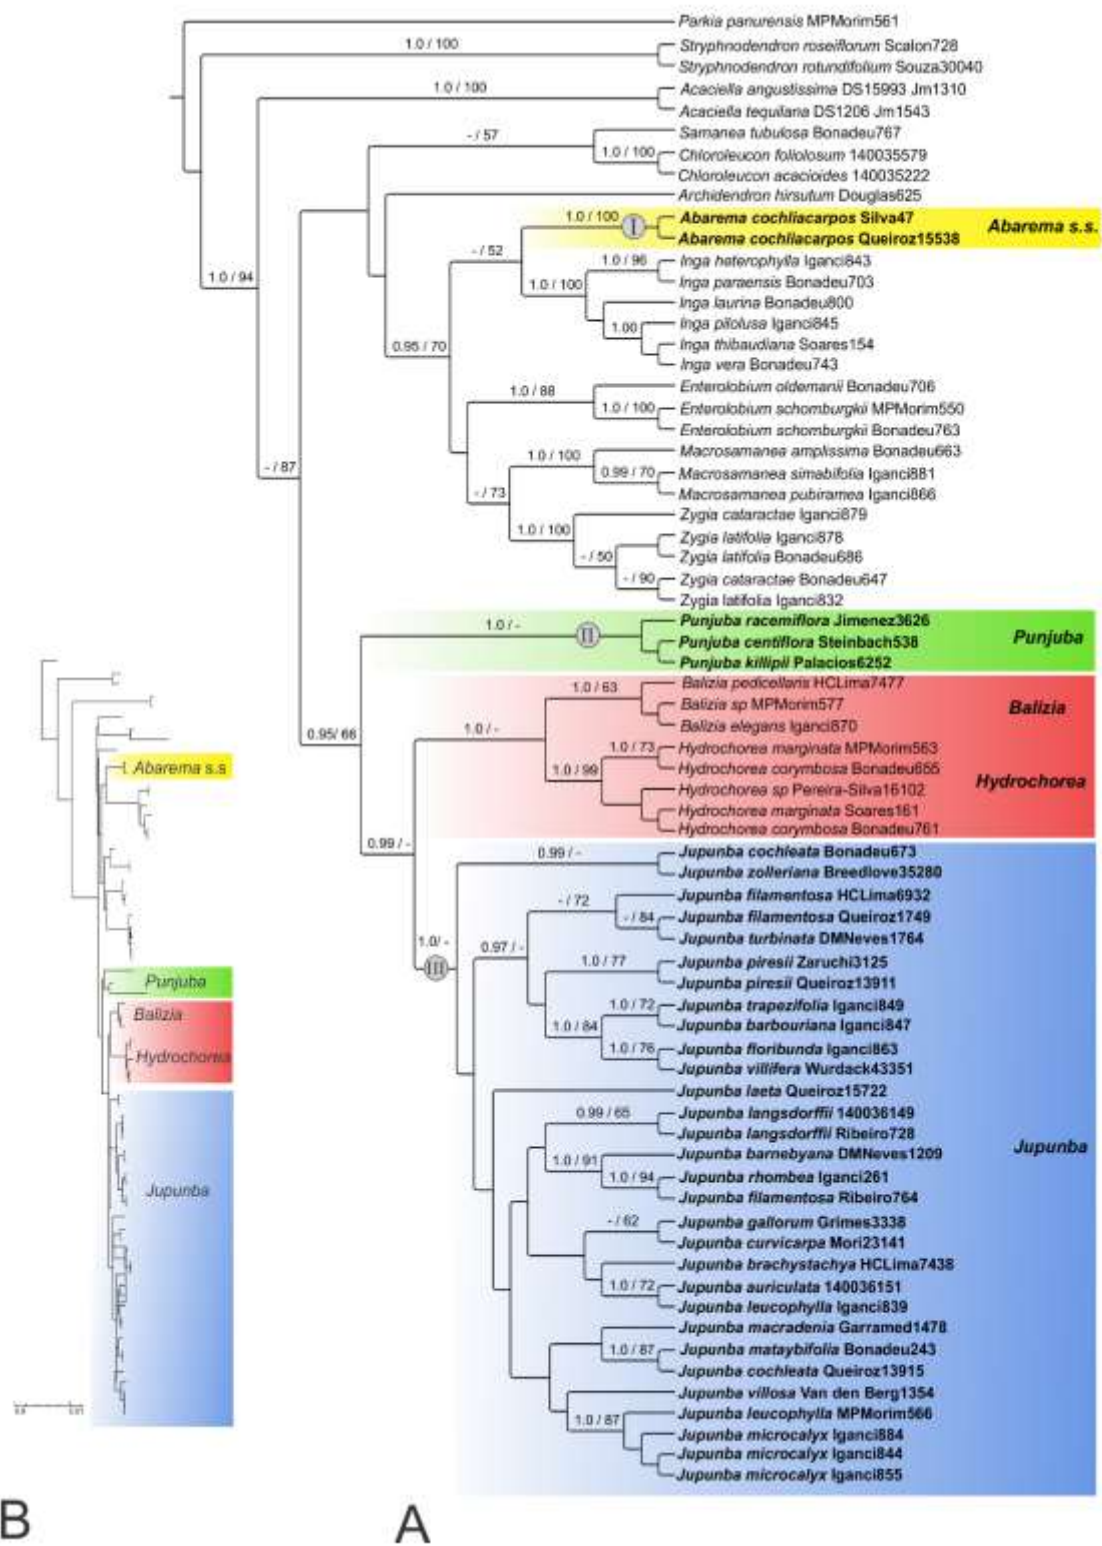 Parkia panurensis MPMorim561
1.0 / 100
Stryphnodendron roseiflorum Scalon728
Stryphnodendron rotundifolium Souza30040
1.0 / 100
Acaciella angustissima DS15993 Jm1310
Acaciella tequilana DS1206 Jm1543
- / 57
Samanea tubulosa Bonadeu767
1.0 / 100
Chloroleucon foliolosum 140035579
Chloroleucon acacioides 140035222
Archidendron hirsutum Douglas625
1.0 / 100
I
Abarema cochliacarpos Silva47
Abarema s.s.
Abarema cochliacarpos Queiroz15538
- / 52
1.0 / 96
Inga heterophylla Iganci843
1.0 / 94
1.0 / 100
Inga paraensis Bonadeu703
Inga laurina Bonadeu800
1.00
Inga pilolusa Iganci845
0.95 / 70
Inga thibaudiana Soares154
Inga vera Bonadeu743
1.0 / 88
Enterolobium oldemanii Bonadeu706
1.0 / 100
Enterolobium schomburgkii MPMorim550
Enterolobium schomburgkii Bonadeu763
1.0 / 100
Macrosamanea amplissima Bonadeu663
- / 87
0.99 / 70
Macrosamanea simabifolia Iganci881
- / 73
Macrosamanea pubiramea Iganci866
Zygia cataractae Iganci879
1.0 / 100
Zygia latifolia Iganci878
- / 50
Zygia latifolia Bonadeu686
- / 90
Zygia cataractae Bonadeu647
Zygia latifolia Iganci832
1.0 / -
II
Punjuba racemiflora Jimenez3626
Punjuba centiflora Steinbach538
Punjuba
Punjuba killipii Palacios6252
1.0 / 63
Balizia pedicellaris HCLima7477
Balizia sp MPMorim577
Balizia
1.0 / -
Balizia elegans Iganci870
0.95/ 66
1.0 / 73
Hydrochorea marginata MPMorim563
1.0 / 99
Hydrochorea corymbosa Bonadeu655
Hydrochorea
Hydrochorea sp Pereira-Silva16102
Hydrochorea marginata Soares161
Hydrochorea corymbosa Bonadeu761
0.99 / -
0.99 / -
Jupunba cochleata Bonadeu673
Jupunba zolleriana Breedlove35280
- / 72
Jupunba filamentosa HCLima6932
- / 84
Jupunba filamentosa Queiroz1749
1.0/ -
III
0.97 / -
Jupunba turbinata DMNeves1764
1.0 / 77
Jupunba piresii Zaruchi3125
Jupunba piresii Queiroz13911
1.0 / 72
Jupunba trapezifolia Iganci849
1.0 / 84
Jupunba barbouriana Iganci847
1.0 / 76
Jupunba floribunda Iganci863
Jupunba villifera Wurdack43351
Jupunba laeta Queiroz15722
0.99 / 65
Jupunba langsdorffii 140036149
Jupunba langsdorffii Ribeiro728
Jupunba
1.0 / 91
Jupunba barnebyana DMNeves1209
1.0 / 94
Jupunba rhombea Iganci261
Jupunba filamentosa Ribeiro764
- / 62
Jupunba gallorum Grimes3338
Jupunba curvicarpa Mori23141
Jupunba brachystachya HCLima7438
1.0 / 72
Jupunba auriculata 140036151
Jupunba leucophylla Iganci839
Jupunba macradenia Garramed1478
1.0 / 87
Jupunba mataybifolia Bonadeu243
Jupunba cochleata Queiroz13915
Jupunba villosa Van den Berg1354
1.0 / 87
Jupunba leucophylla MPMorim566
Jupunba microcalyx Iganci884
Jupunba microcalyx Iganci844
Jupunba microcalyx Iganci855
Abarema s.s
Punjuba
Balizia
Hydrochorea
Jupunba
B
A